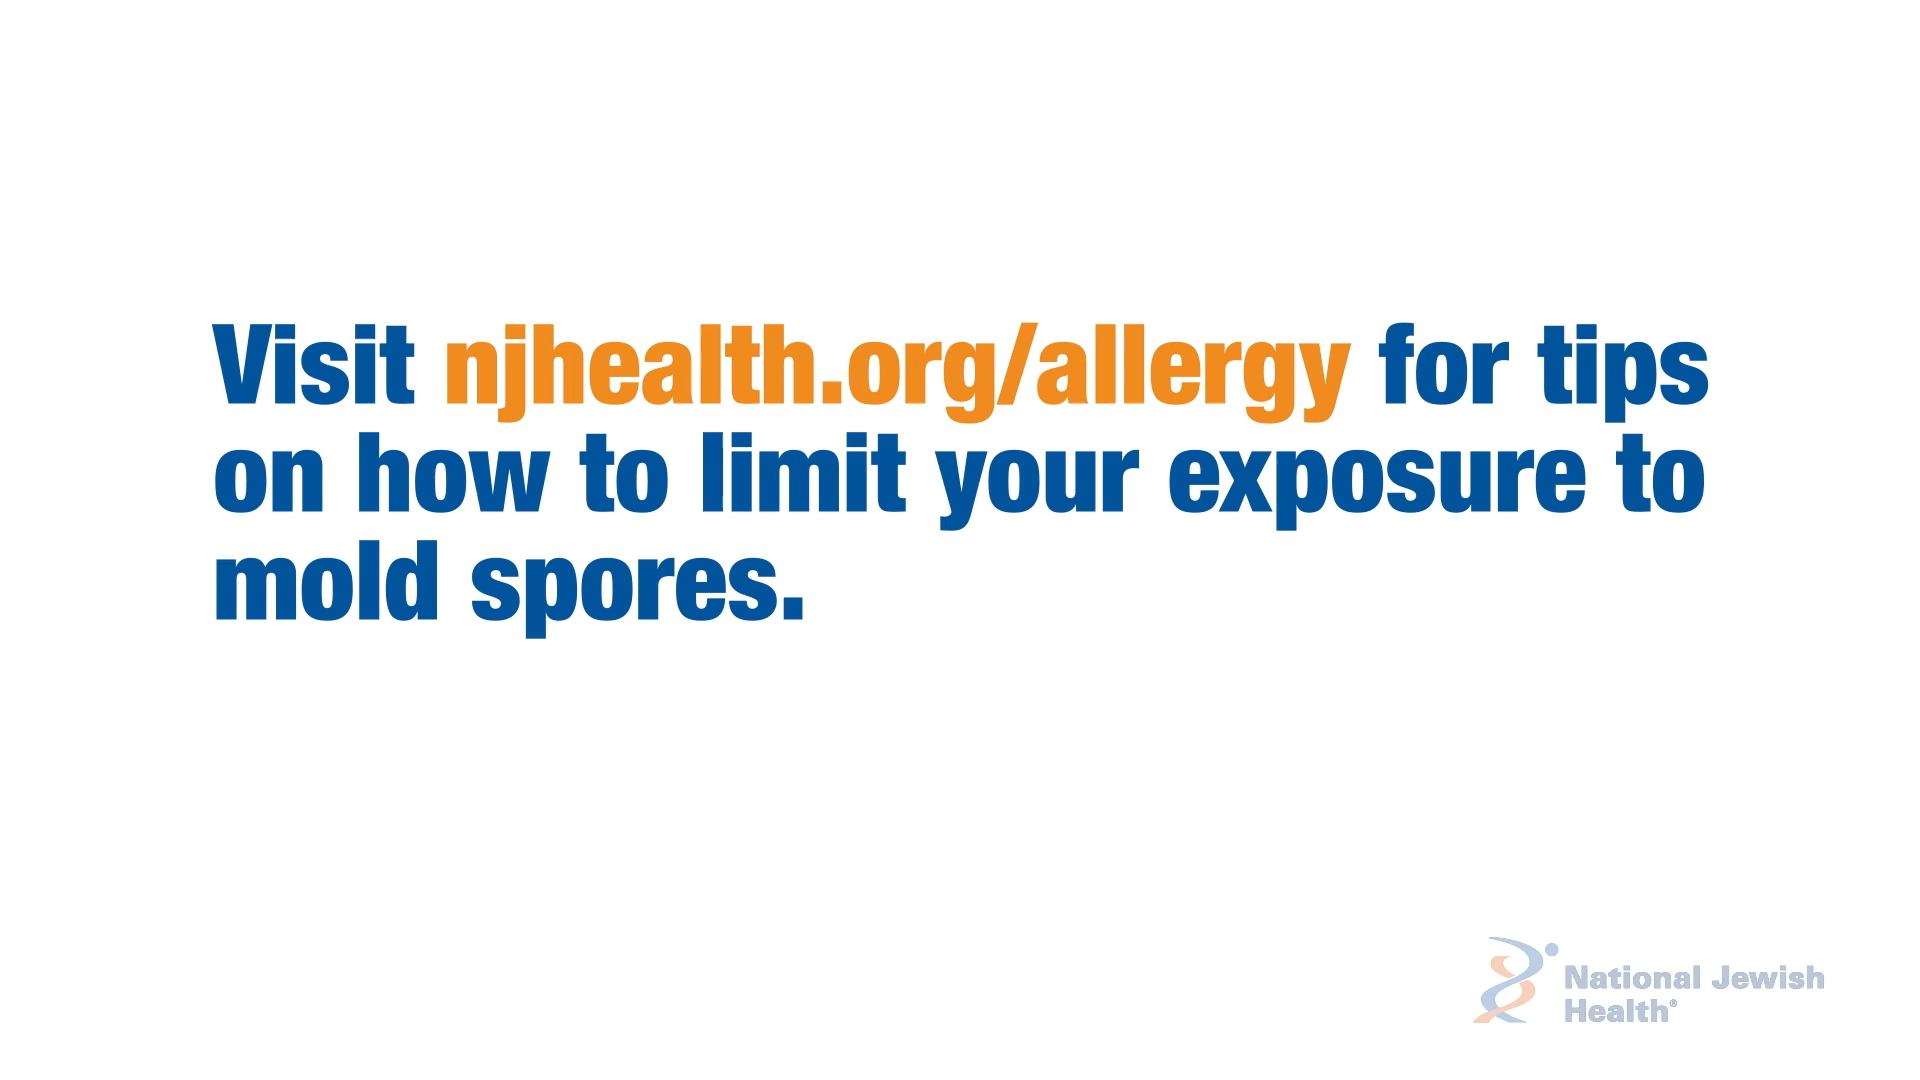 Visit njhealth.org/allergy for tips
on how to limit your exposure to
mold spores.
National Jewish
Health®